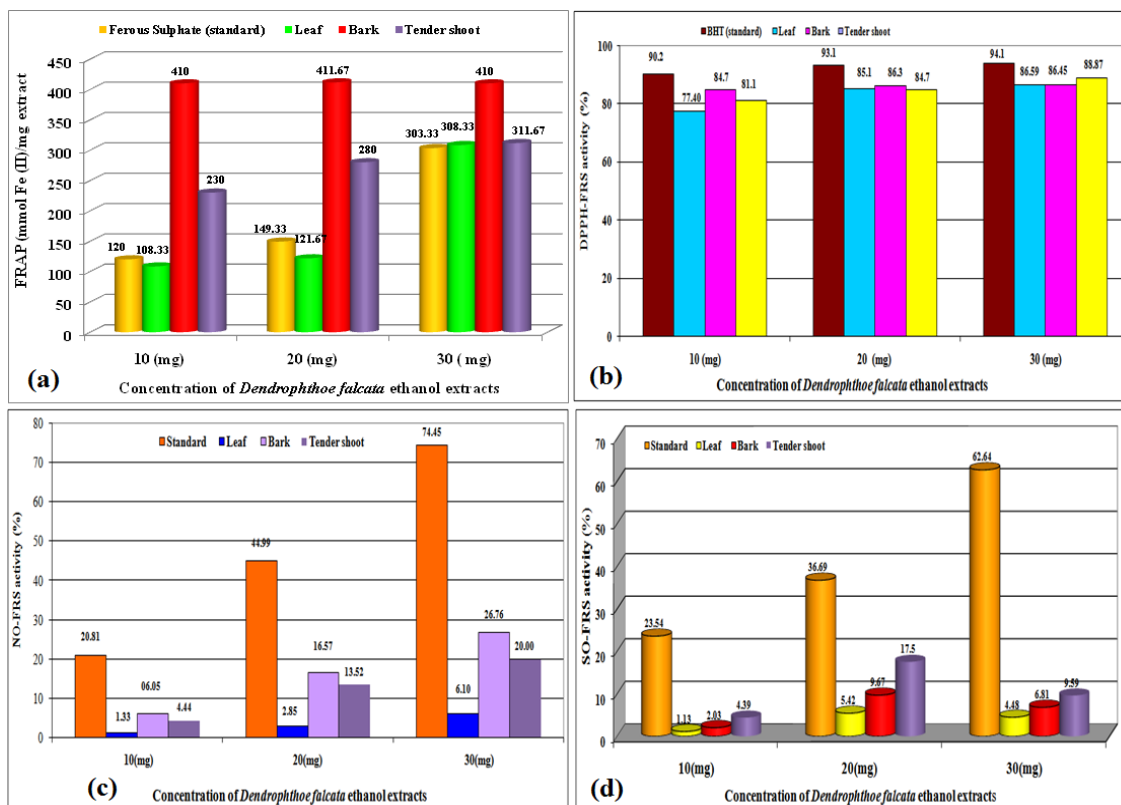 Ferous Sulphate (standard) Leaf Bark Tender shoot
FRAP (mmol Fe (II)/mg extract
450
400
350
300
250
200
150
100
50
0
120 108.33 410 230
149.33 121.67 411.67 280
303.33 308.33 410 311.67
10 (mg) 20 (mg) 30 ( mg)
(a)
Concentration of Dendrophthoe falcata ethanol extracts
BHT (standard) Leaf Bark Tender shoot
DPPH-FRS activity (%)
100
80
60
40
20
0
90.2 77.40 84.7 81.1
93.1 85.1 86.3 84.7
94.1 86.59 86.45 88.87
10 (mg) 20 (mg) 30 (mg)
(b)
Concentration of Dendrophthoe falcata ethanol extracts
Standard Leaf Bark Tender shoot
NO-FRS activity (%)
80
70
60
50
40
30
20
10
0
20.81 1.33 06.05 4.44
44.99 2.85 16.57 13.52
74.45 6.10 26.76 20.00
10(mg) 20(mg) 30(mg)
(c)
Concentration of Dendrophthoe falcata ethanol extracts
Standard Leaf Bark Tender shoot
SO-FRS activity (%)
70
60
50
40
30
20
10
0
23.54 1.13 2.03 4.39
36.69 5.42 9.67 17.5
62.64 4.48 6.81 9.59
10(mg) 20(mg) 30(mg)
(d)
Concentration of Dendrophthoe falcata ethanol extracts